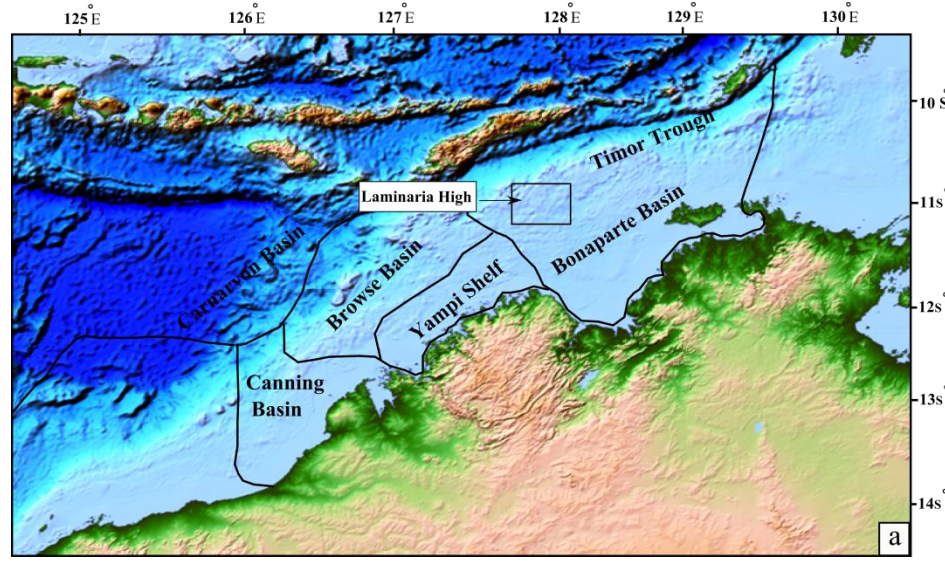 125°E 126°E 127°E 128°E 129°E 130°E
10°S
Timor Trough
Laminaria High
11°S
Bonaparte Basin
Carnarvon Basin
Browse Basin
Yampi Shelf
12°S
Canning
Basin
13°S
14°S
a